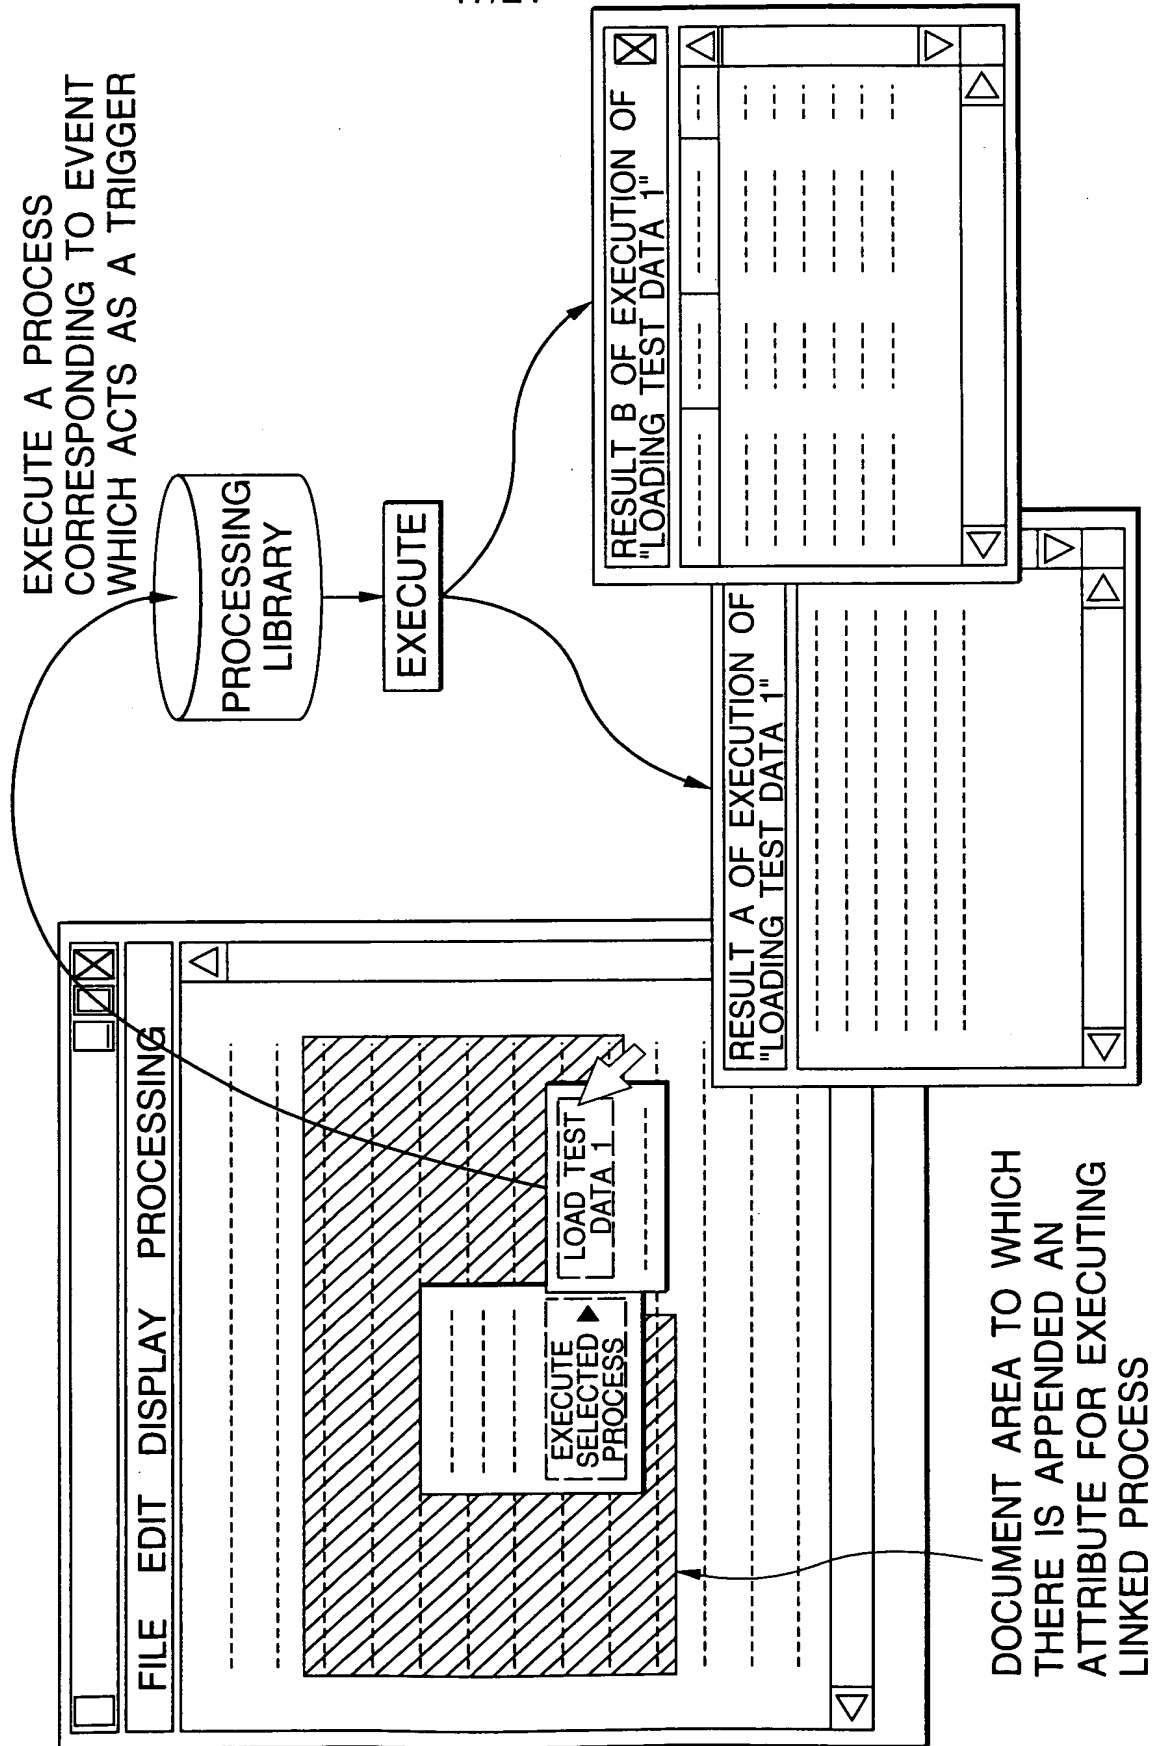 EXECUTE A PROCESS
CORRESPONDING TO EVENT
WHICH ACTS AS A TRIGGER
PROCESSING
LIBRARY
EXECUTE
FILE EDIT DISPLAY PROCESSING
EXECUTE
SELECTED
PROCESS
LOAD TEST
DATA 1
RESULT A OF EXECUTION OF
"LOADING TEST DATA 1"
RESULT B OF EXECUTION OF
"LOADING TEST DATA 1"
DOCUMENT AREA TO WHICH
THERE IS APPENDED AN
ATTRIBUTE FOR EXECUTING
LINKED PROCESS